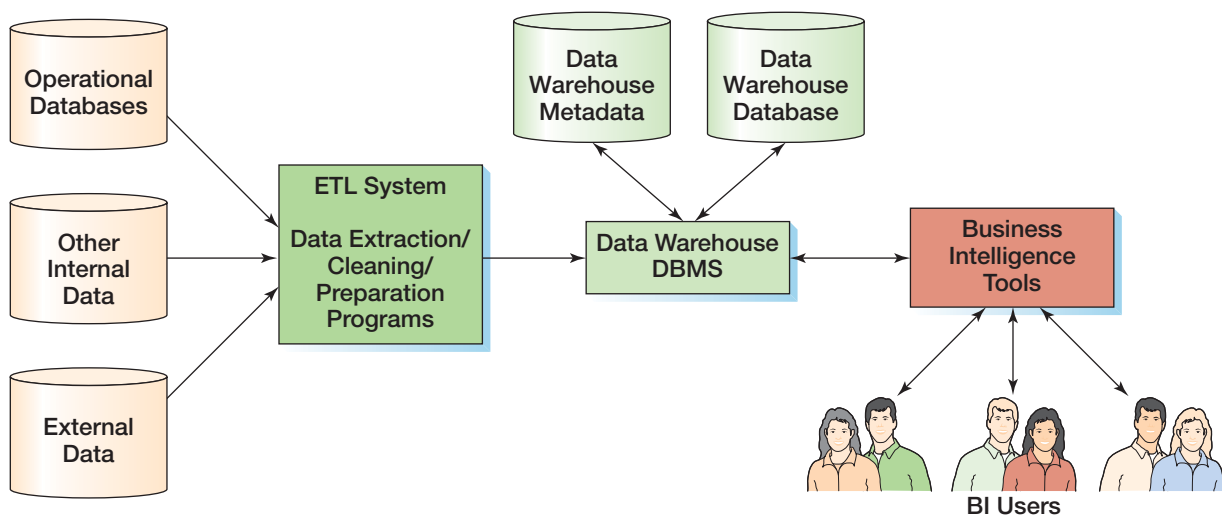 Operational
Databases
Other
Internal
Data
External
Data
ETL System
Data Extraction/
Cleaning/
Preparation
Programs
Data
Warehouse
Metadata
Data
Warehouse
Database
Data Warehouse
DBMS
Business
Intelligence
Tools
BI Users